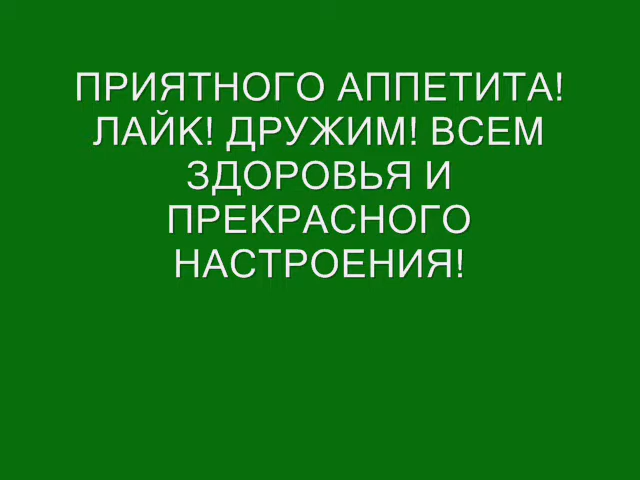 ПРИЯТНОГО АППЕТИТА!
ЛАЙК! ДРУЖИМ! ВСЕМ
ЗДОРОВЬЯ И
ПРЕКРАСНОГО
НАСТРОЕНИЯ!